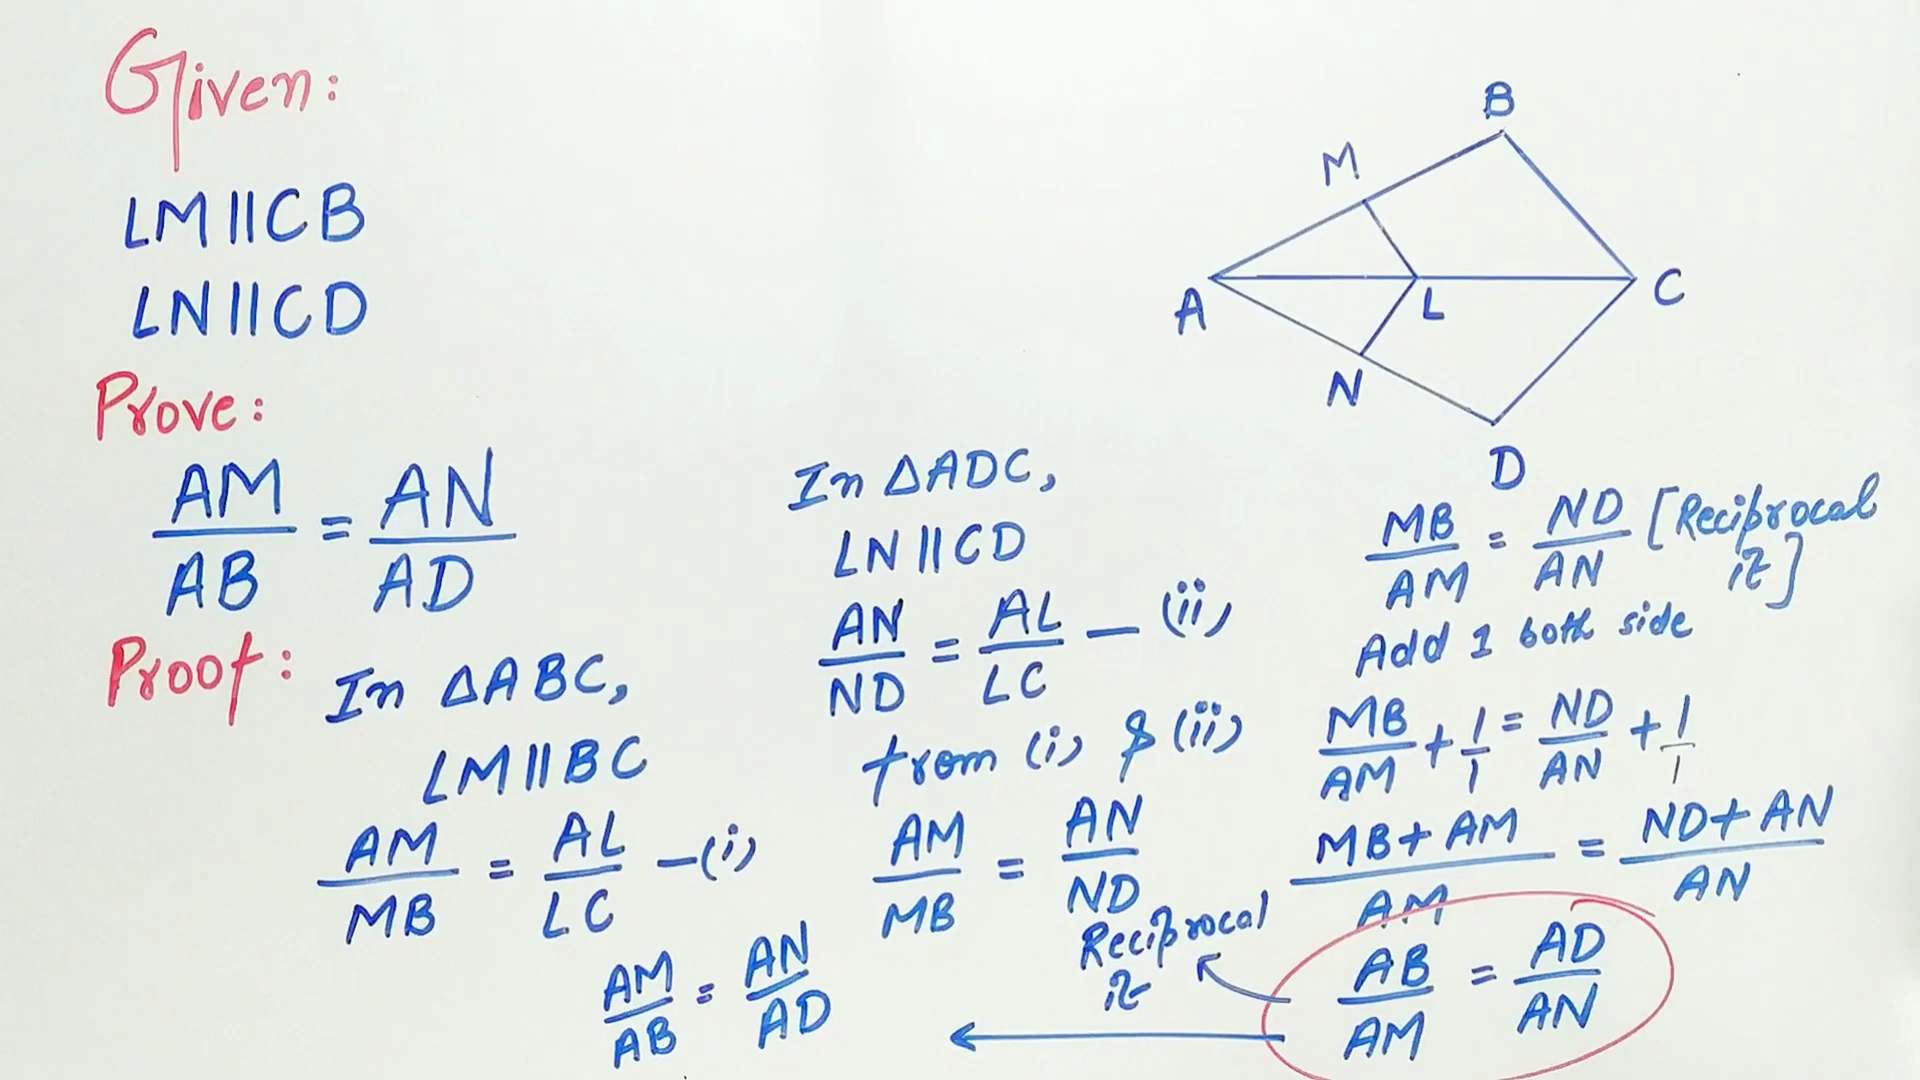 Given:
LM||CB
LN||CD
Prove:
AM/AB = AN/AD
Proof:
In △ABC,
LM||BC
AM/MB = AL/LC —(i)
In △ADC,
LN||CD
AN/ND = AL/LC — (ii)
from (i) & (ii)
AM/MB = AN/ND
B
M
A
L
C
N
D
MB/AM = ND/AN [Reciprocal it]
Add 1 both side
MB/AM + 1/1 = ND/AN + 1/1
MB+AM/AM = ND+AN/AN
AB/AM = AD/AN
Reciprocal
it
AM/AB = AN/AD